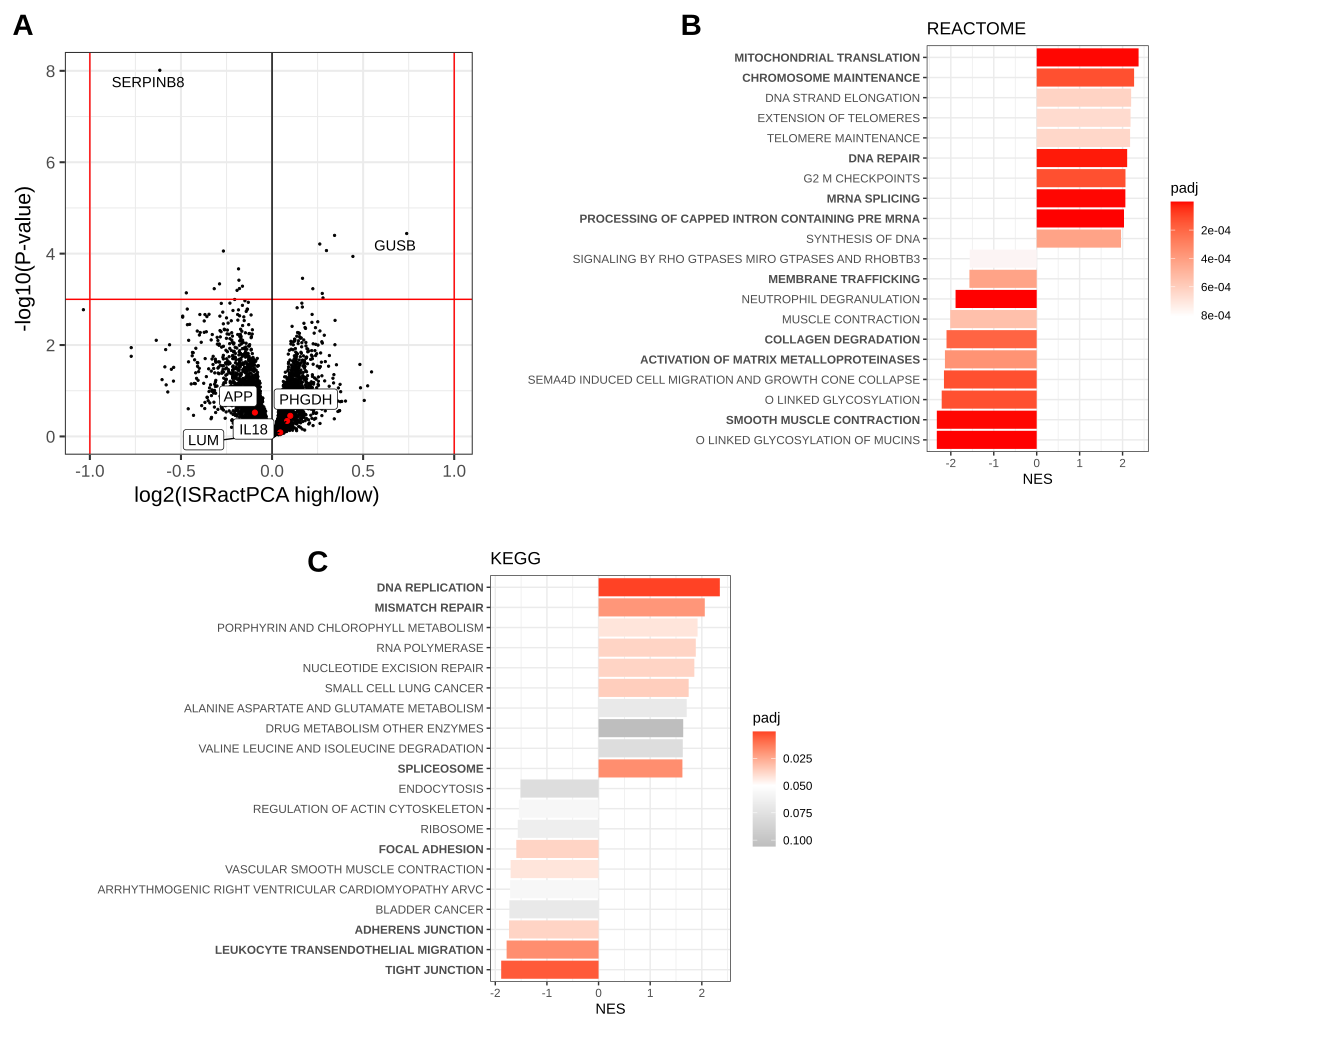 A
8
6
4
2
0
-log10(P-value)
SERPINB8
GUSB
APP
PHGDH
IL18
LUM
-1.0 -0.5 0.0 0.5 1.0
log2(ISRactPCA high/low)
B
REACTOME
MITOCHONDRIAL TRANSLATION
CHROMOSOME MAINTENANCE
DNA STRAND ELONGATION
EXTENSION OF TELOMERES
TELOMERE MAINTENANCE
DNA REPAIR
G2 M CHECKPOINTS
MRNA SPLICING
PROCESSING OF CAPPED INTRON CONTAINING PRE MRNA
SYNTHESIS OF DNA
SIGNALING BY RHO GTPASES MIRO GTPASES AND RHOBTB3
MEMBRANE TRAFFICKING
NEUTROPHIL DEGRANULATION
MUSCLE CONTRACTION
COLLAGEN DEGRADATION
ACTIVATION OF MATRIX METALLOPROTEINASES
SEMA4D INDUCED CELL MIGRATION AND GROWTH CONE COLLAPSE
O LINKED GLYCOSYLATION
SMOOTH MUSCLE CONTRACTION
O LINKED GLYCOSYLATION OF MUCINS
-2 -1 0 1 2
NES
padj
2e-04
4e-04
6e-04
8e-04
C
KEGG
DNA REPLICATION
MISMATCH REPAIR
PORPHYRIN AND CHLOROPHYLL METABOLISM
RNA POLYMERASE
NUCLEOTIDE EXCISION REPAIR
SMALL CELL LUNG CANCER
ALANINE ASPARTATE AND GLUTAMATE METABOLISM
DRUG METABOLISM OTHER ENZYMES
VALINE LEUCINE AND ISOLEUCINE DEGRADATION
SPLICEOSOME
ENDOCYTOSIS
REGULATION OF ACTIN CYTOSKELETON
RIBOSOME
FOCAL ADHESION
VASCULAR SMOOTH MUSCLE CONTRACTION
ARRHYTHMOGENIC RIGHT VENTRICULAR CARDIOMYOPATHY ARVC
BLADDER CANCER
ADHERENS JUNCTION
LEUKOCYTE TRANSENDOTHELIAL MIGRATION
TIGHT JUNCTION
-2 -1 0 1 2
NES
padj
0.025
0.050
0.075
0.100